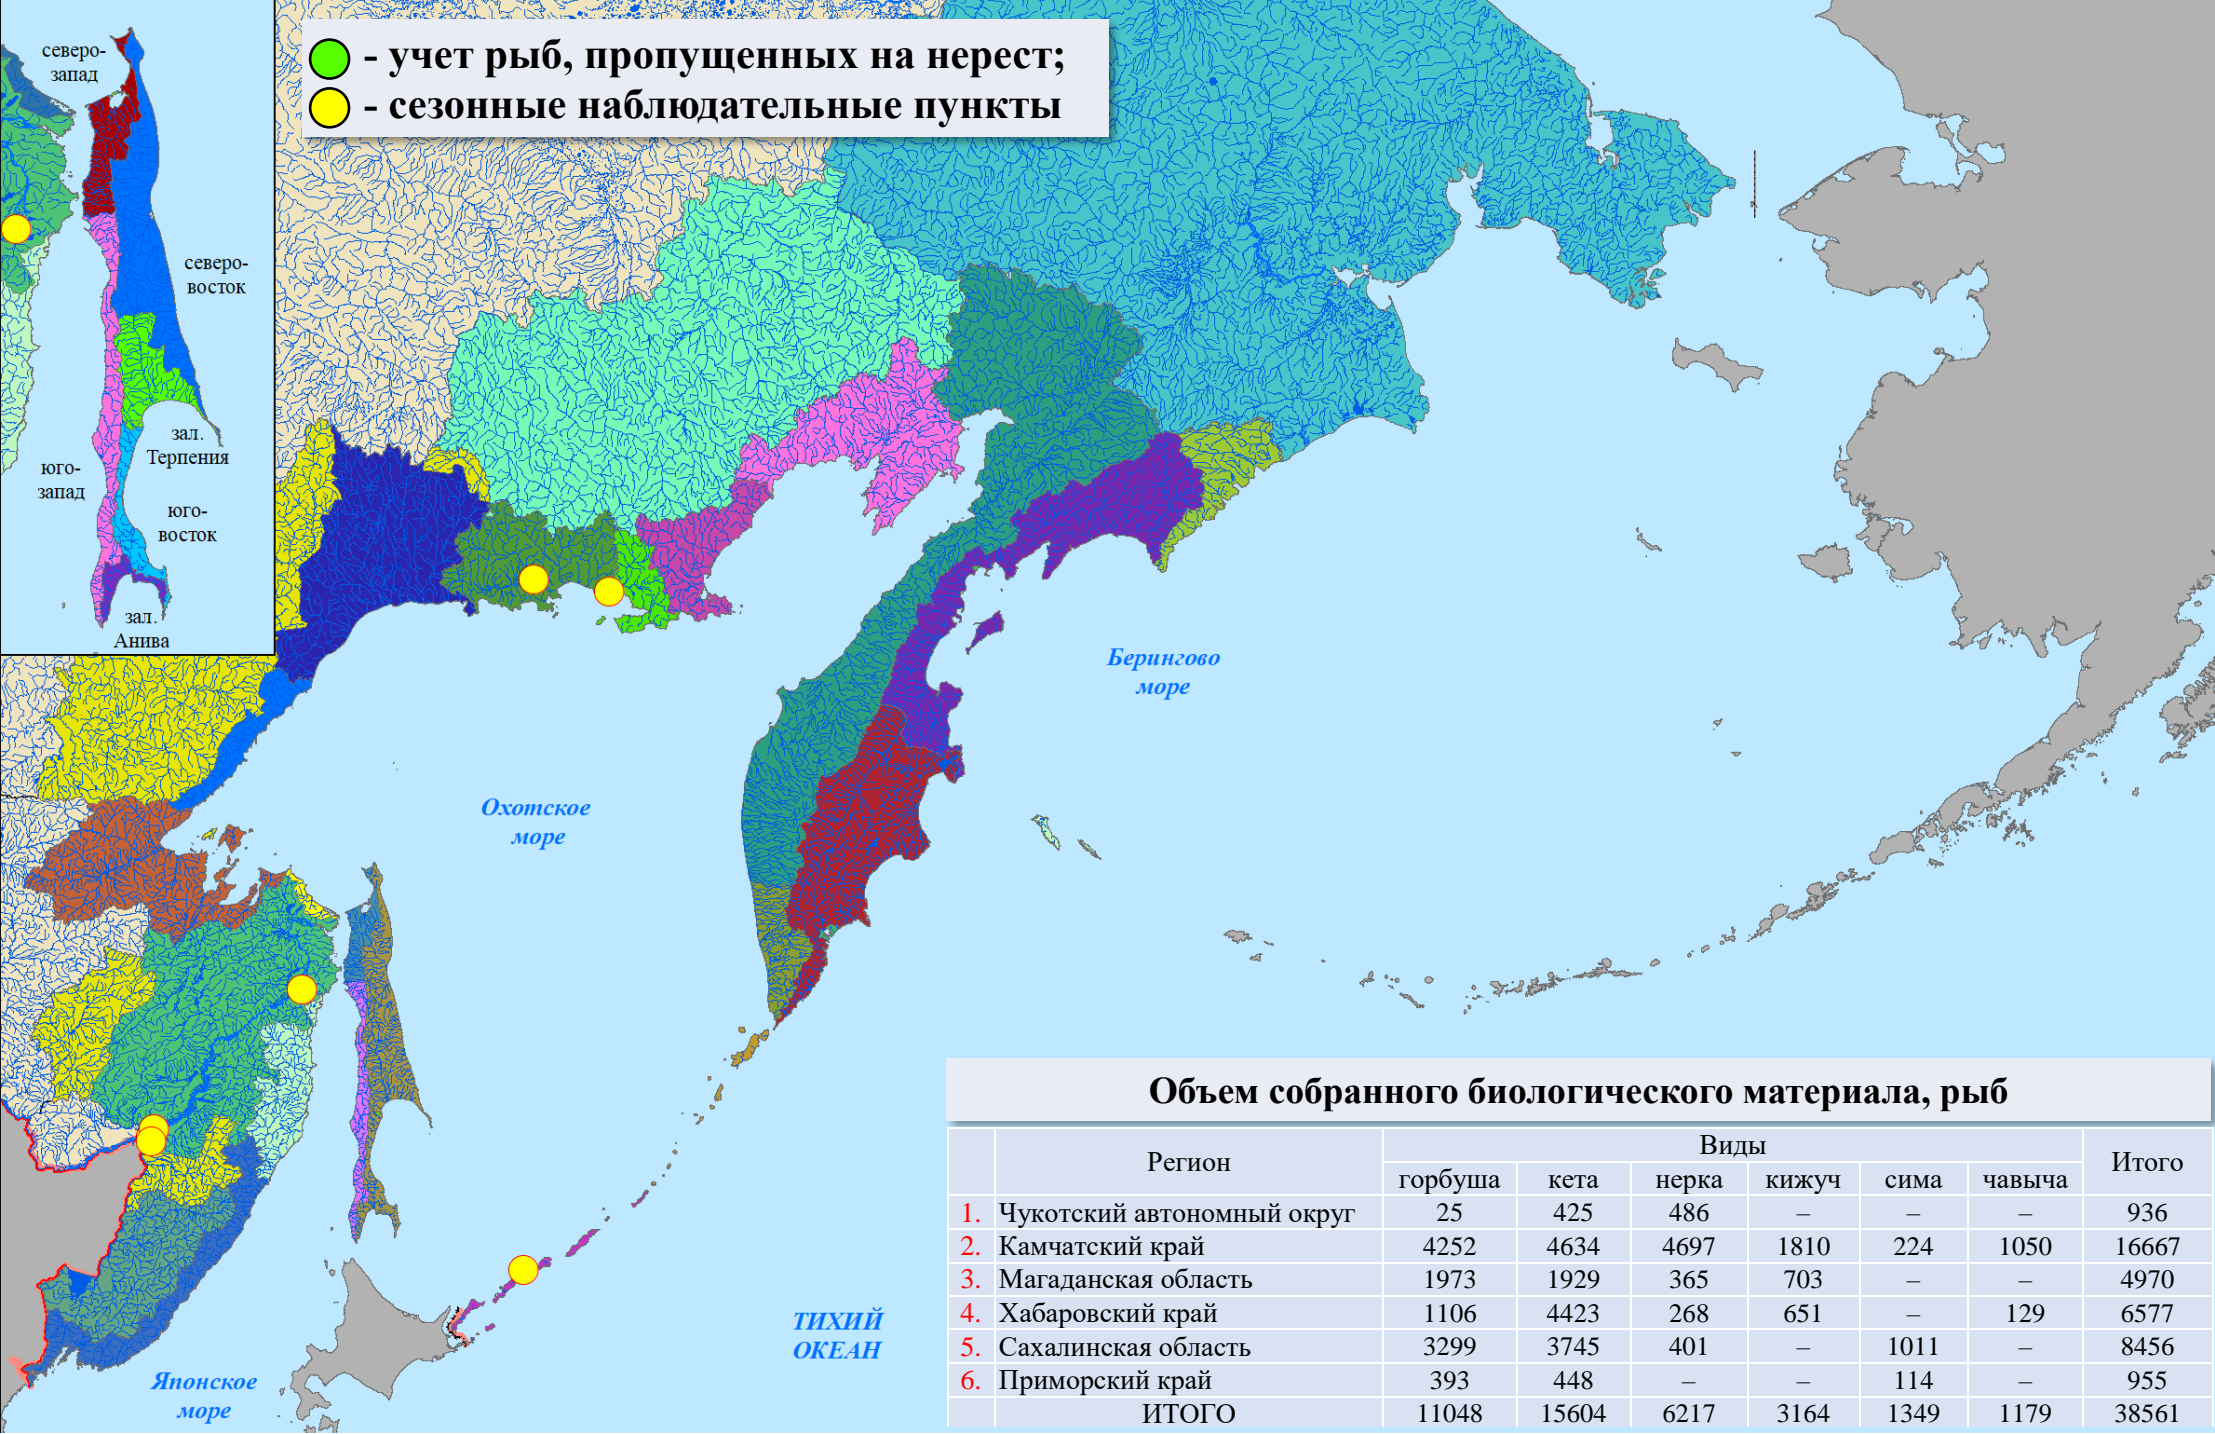 северо-
запад
северо-
восток
зал.
Терпения
юго-
запад
юго-
восток
зал.
Анива
- учет рыб, пропущенных на нерест;
- сезонные наблюдательные пункты
Берингово
море
Охотское
море
ТИХИЙ
ОКЕАН
Японское
море
Объем собранного биологического материала, рыб
Регион Виды Итого
горбуша кета нерка кижуч сима чавыча
1. Чукотский автономный округ 25 425 486 – – – 936
2. Камчатский край 4252 4634 4697 1810 224 1050 16667
3. Магаданская область 1973 1929 365 703 – – 4970
4. Хабаровский край 1106 4423 268 651 – 129 6577
5. Сахалинская область 3299 3745 401 – 1011 – 8456
6. Приморский край 393 448 – – 114 – 955
ИТОГО 11048 15604 6217 3164 1349 1179 38561